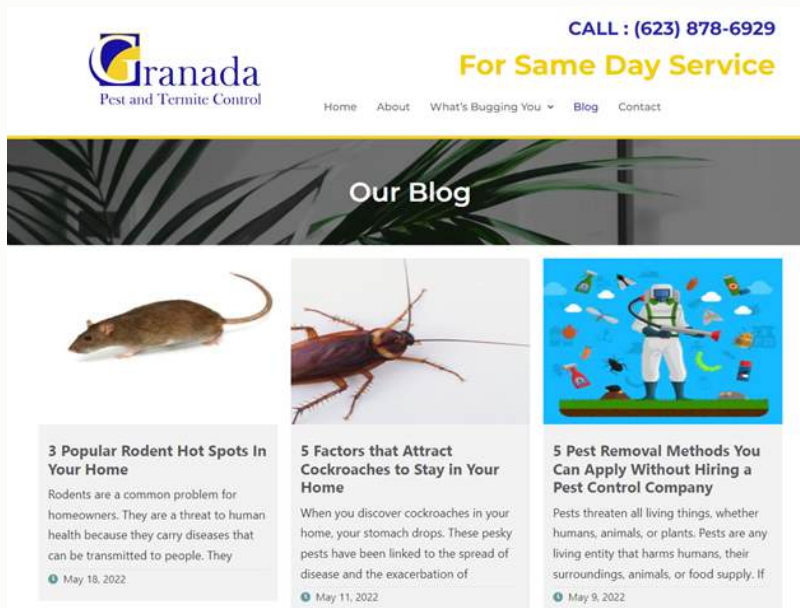 CALL : (623) 878-6929
Granada
Pest and Termite Control
For Same Day Service
Home About What's Bugging You Blog Contact
Our Blog
3 Popular Rodent Hot Spots In
Your Home
Rodents are a common problem for
homeowners. They are a threat to human
health because they carry diseases that
can be transmitted to people. They
May 18, 2022
5 Factors that Attract
Cockroaches to Stay in Your
Home
When you discover cockroaches in your
home, your stomach drops. These pesky
pests have been linked to the spread of
disease and the exacerbation of
May 11, 2022
5 Pest Removal Methods You
Can Apply Without Hiring a
Pest Control Company
Pests threaten all living things, whether
humans, animals, or plants. Pests are any
living entity that harms humans, their
surroundings, animals, or food supply. If
May 9, 2022